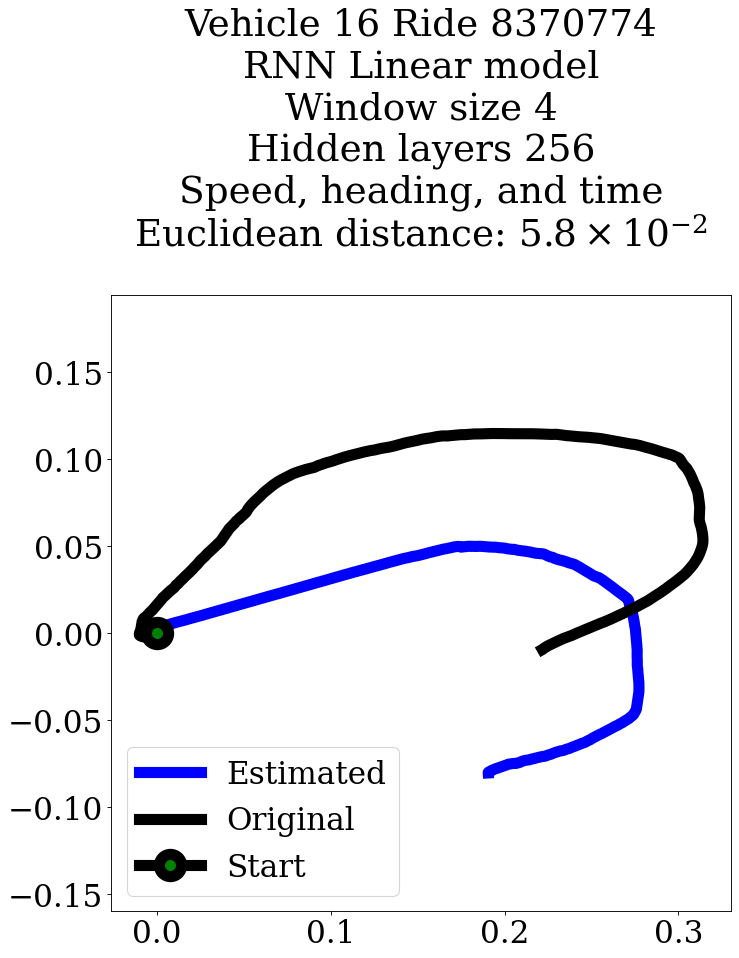 Vehicle 16 Ride 8370774
RNN Linear model
Window size 4
Hidden layers 256
Speed, heading, and time
Euclidean distance: 5.8 × 10⁻²
0.15
0.10
0.05
0.00
−0.05
−0.10
−0.15
Estimated
Original
Start
0.0 0.1 0.2 0.3